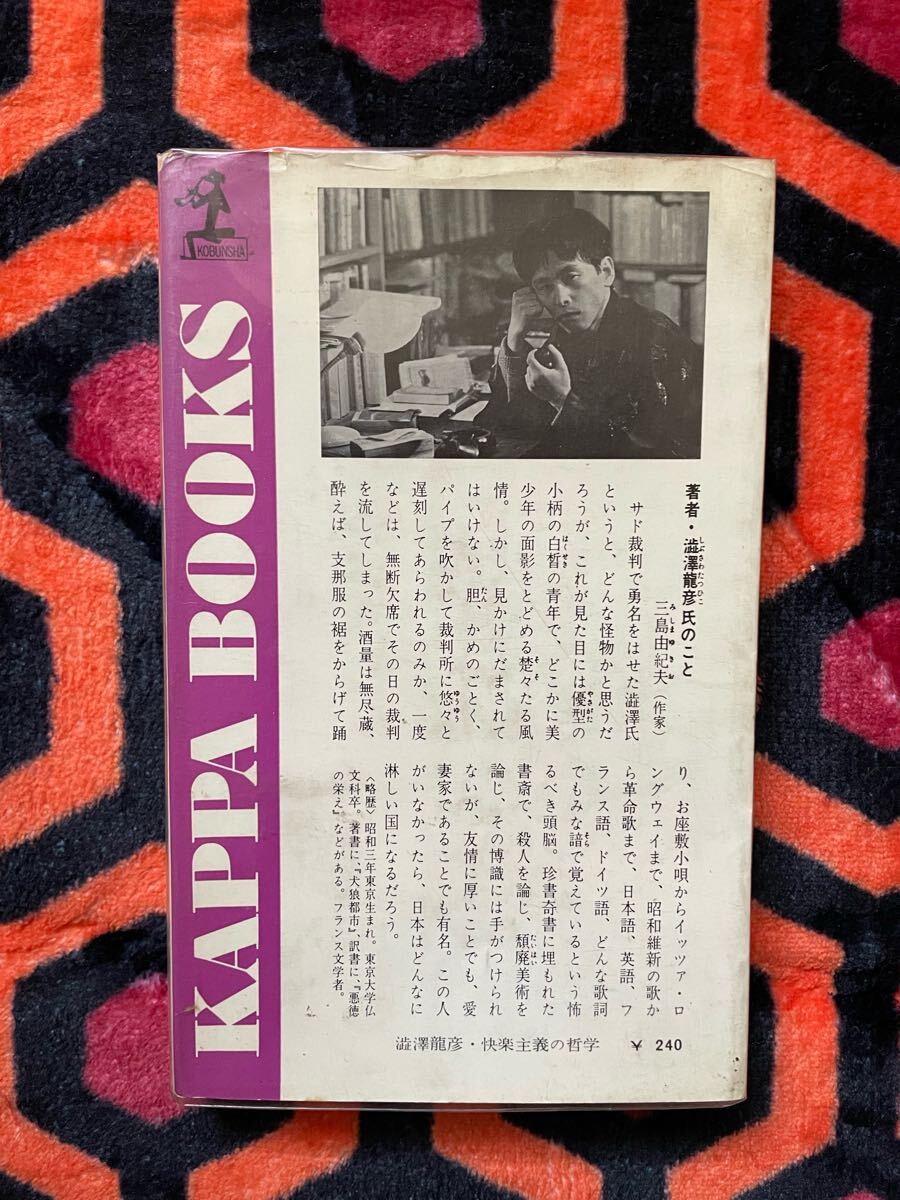 KOBUNSHA
KAPPA BOOKS
著者・澁澤龍彦氏のこと
三島由紀夫（作家）
サド裁判で勇名をはせた澁澤氏
というと、どんな怪物かと思うだ
ろうが、これが見た目には優型の
小柄の白皙の青年で、どこかに美
少年の面影をとどめる楚々たる風
情。しかし、見かけにだまされて
はいけない。胆、かめのごとく、
パイプを吹かして裁判所に悠々と
遅刻してあらわれるのみか、一度
などは、無断欠席でその日の裁判
を流してしまった。酒量は無尽蔵、
酔えば、支那服の裾をからげて踊
り、お座敷小唄からイッツァ・ロ
ングウェイまで、昭和維新の歌か
ら革命歌まで、日本語、英語、フ
ランス語、ドイツ語、どんな歌詞
でもみな諳で覚えているという怖
るべき頭脳。珍書奇書に埋もれた
書斎で、殺人を論じ、頽廃美術を
論じ、その博識には手がつけられ
ないが、友情に厚いことでも、愛
妻家であることでも有名。この人
がいなかったら、日本はどんなに
淋しい国になるだろう。
〈略歴〉昭和三年東京生まれ。東京大学仏
文科卒。著書に、『犬狼都市』、訳書に、『悪徳
の栄え』などがある。フランス文学者。
澁澤龍彦・快楽主義の哲学 ¥ 240